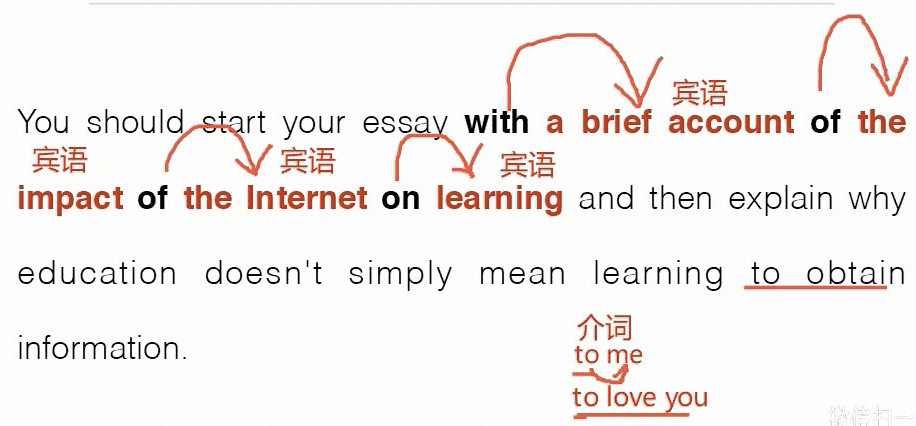 宾语
You should start your essay with a brief account of the
宾语 宾语 宾语
impact of the Internet on learning and then explain why
education doesn't simply mean learning to obtain
介词
information.
to me
to love you
微信扫一